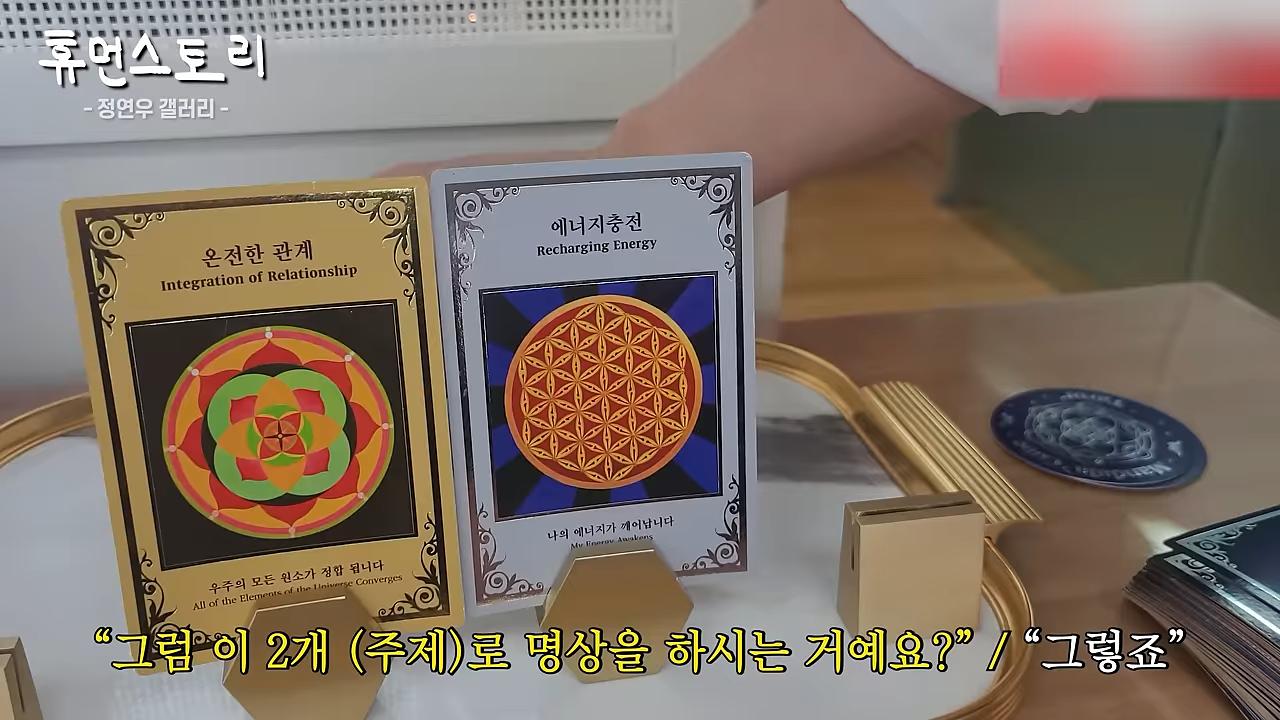 휴먼스토리
- 정연우 갤러리 -
온전한 관계
Integration of Relationship
우주의 모든 원소가 정합 됩니다
All of the Elements of the Universe Converges
에너지충전
Recharging Energy
나의 에너지가 깨어납니다
My Energy Awakens
Mandala
“그럼 이 2개 (주제)로 명상을 하시는 거예요?” / “그렇죠”